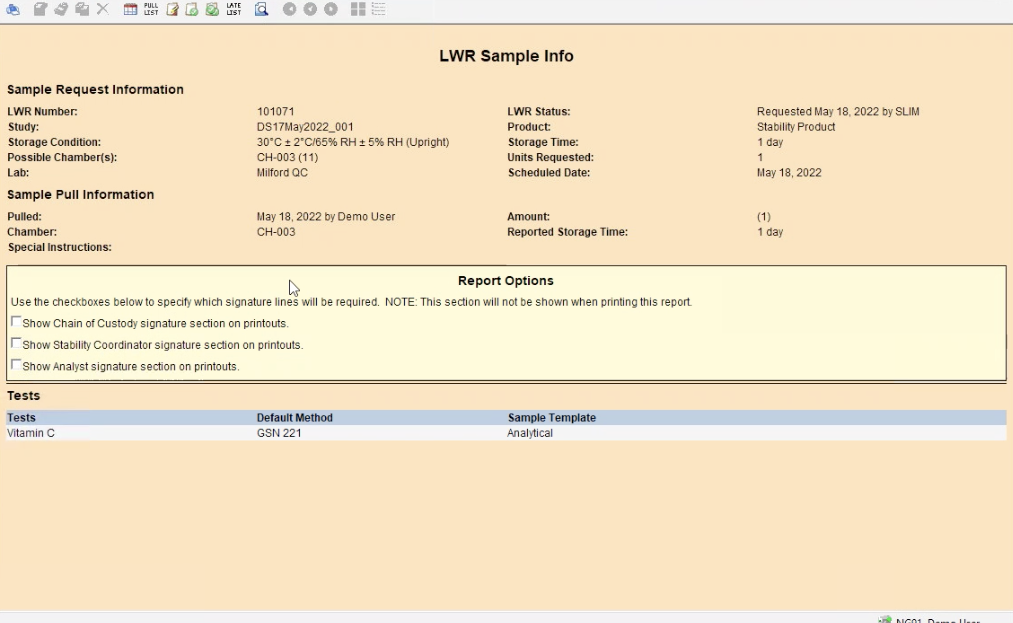 PULL LIST LATE LIST
LWR Sample Info
Sample Request Information
LWR Number: 101071 LWR Status: Requested May 18, 2022 by SLIM
Study: DS17May2022_001 Product: Stability Product
Storage Condition: 30°C ± 2°C/65% RH ± 5% RH (Upright) Storage Time: 1 day
Possible Chamber(s): CH-003 (11) Units Requested: 1
Lab: Milford QC Scheduled Date: May 18, 2022
Sample Pull Information
Pulled: May 18, 2022 by Demo User Amount: (1)
Chamber: CH-003 Reported Storage Time: 1 day
Special Instructions:
Report Options
Use the checkboxes below to specify which signature lines will be required. NOTE: This section will not be shown when printing this report.
Show Chain of Custody signature section on printouts.
Show Stability Coordinator signature section on printouts.
Show Analyst signature section on printouts.
Tests
Tests Default Method Sample Template
Vitamin C GSN 221 Analytical
Demo User